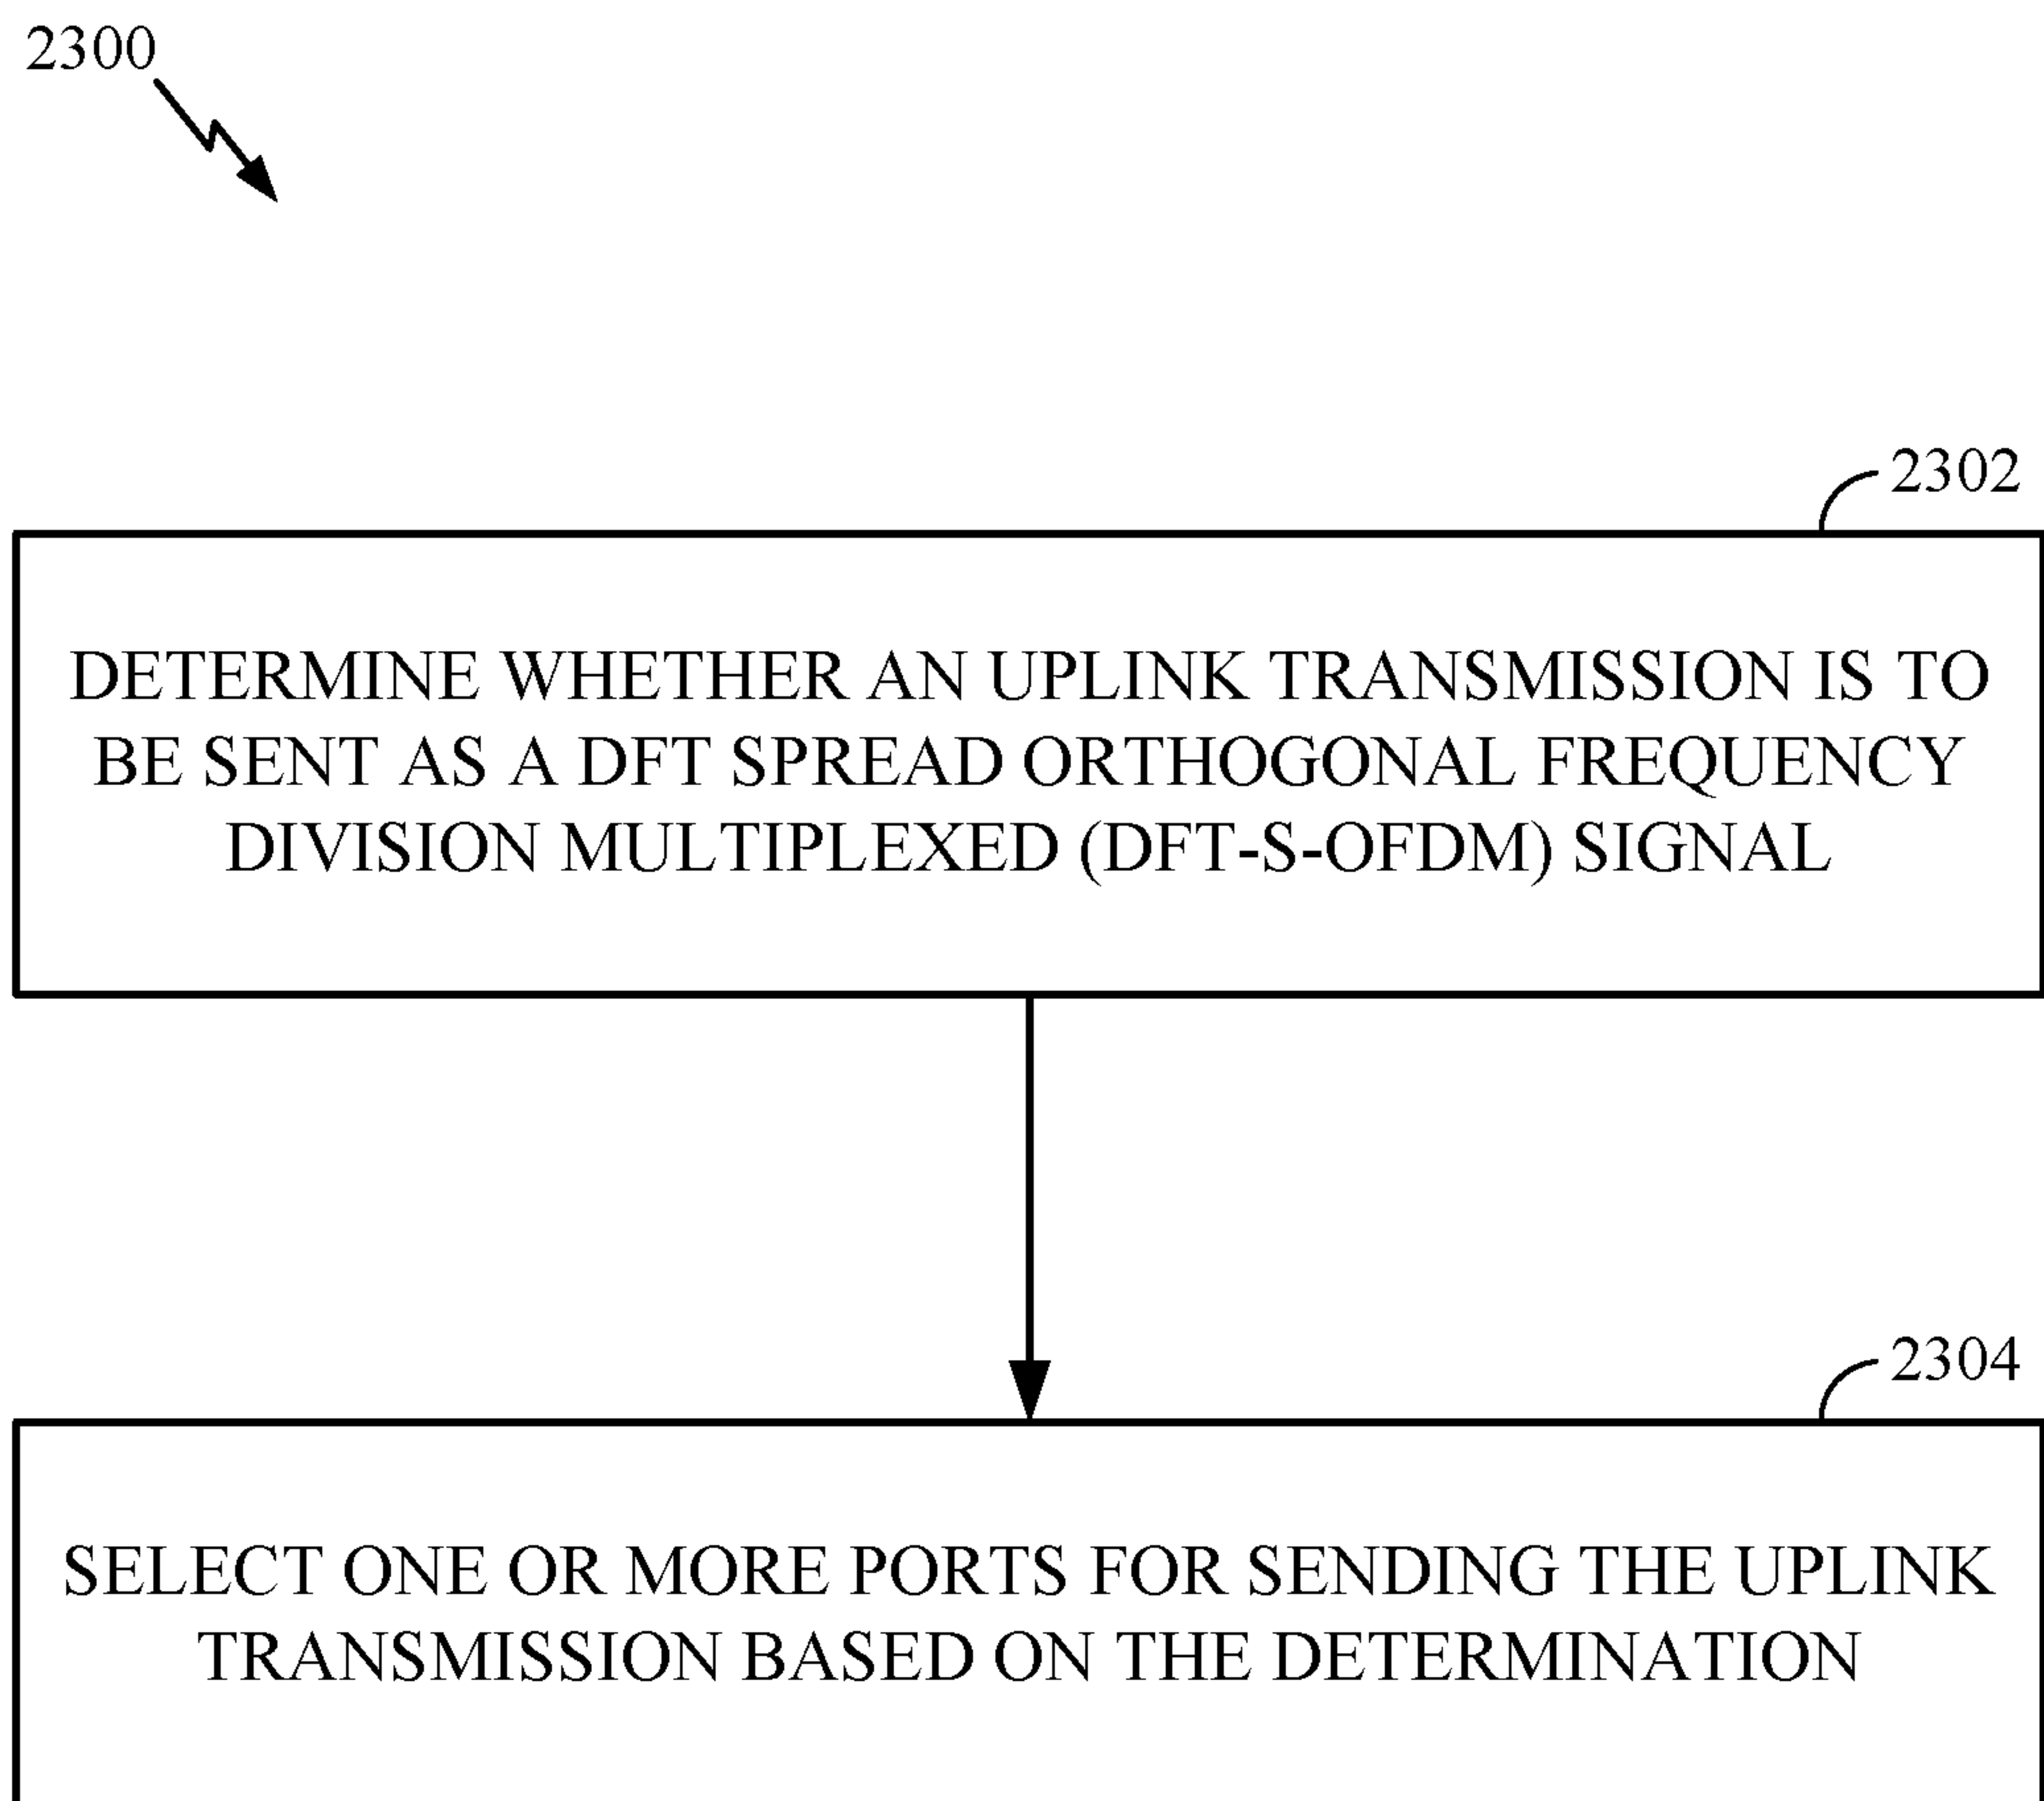 2300
2302
DETERMINE WHETHER AN UPLINK TRANSMISSION IS TO
BE SENT AS A DFT SPREAD ORTHOGONAL FREQUENCY
DIVISION MULTIPLEXED (DFT-S-OFDM) SIGNAL
2304
SELECT ONE OR MORE PORTS FOR SENDING THE UPLINK
TRANSMISSION BASED ON THE DETERMINATION